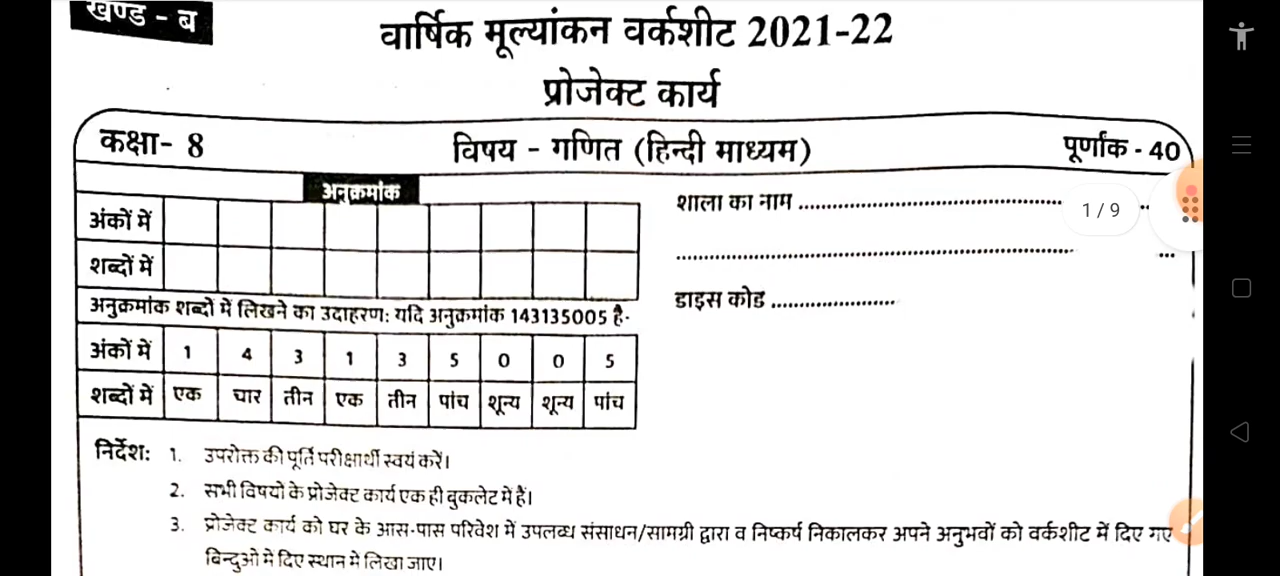 खण्ड - ब
वार्षिक मूल्यांकन वर्कशीट 2021-22
प्रोजेक्ट कार्य
कक्षा- 8 विषय - गणित (हिन्दी माध्यम) पूर्णांक - 40
अनुक्रमांक
अंकों में
शब्दों में
शाला का नाम ....................................................
....................................................
डाइस कोड ......................
1 / 9
अनुक्रमांक शब्दों में लिखने का उदाहरण: यदि अनुक्रमांक 143135005 है-
अंकों में 1 4 3 1 3 5 0 0 5
शब्दों में एक चार तीन एक तीन पांच शून्य शून्य पांच
निर्देश: 1. उपरोक्त की पूर्ति परीक्षार्थी स्वयं करें।
2. सभी विषयो के प्रोजेक्ट कार्य एक ही बुकलेट में हैं।
3. प्रोजेक्ट कार्य को घर के आस-पास परिवेश में उपलब्ध संसाधन/सामग्री द्वारा व निष्कर्ष निकालकर अपने अनुभवों को वर्कशीट में दिए गए
बिन्दुओ मे दिए स्थान मे लिखा जाए।